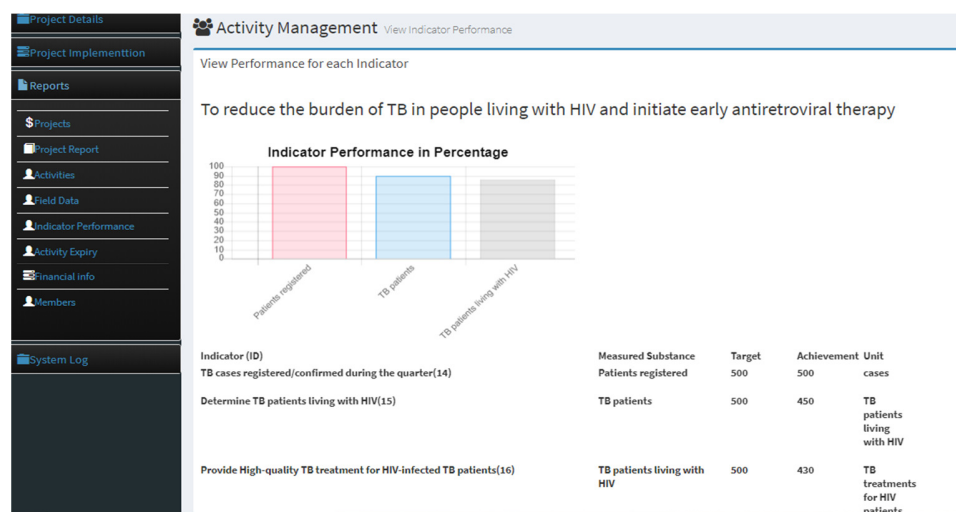 Project Details
Project Implementtion
Reports
$Projects
Project Report
Activities
Field Data
Indicator Performance
Activity Expiry
Financial info
Members
System Log
Activity Management View Indicator Performance
View Performance for each Indicator
To reduce the burden of TB in people living with HIV and initiate early antiretroviral therapy
Indicator Performance in Percentage
100
90
80
70
60
50
40
30
20
10
0
Patients registered
TB patients
TB patients living with HIV
Indicator (ID) Measured Substance Target Achievement Unit
TB cases registered/confirmed during the quarter(14) Patients registered 500 500 cases
Determine TB patients living with HIV(15) TB patients 500 450 TB
patients
living
with HIV
Provide High-quality TB treatment for HIV-infected TB patients(16) TB patients living with 500 430 TB
HIV treatments
for HIV
patients